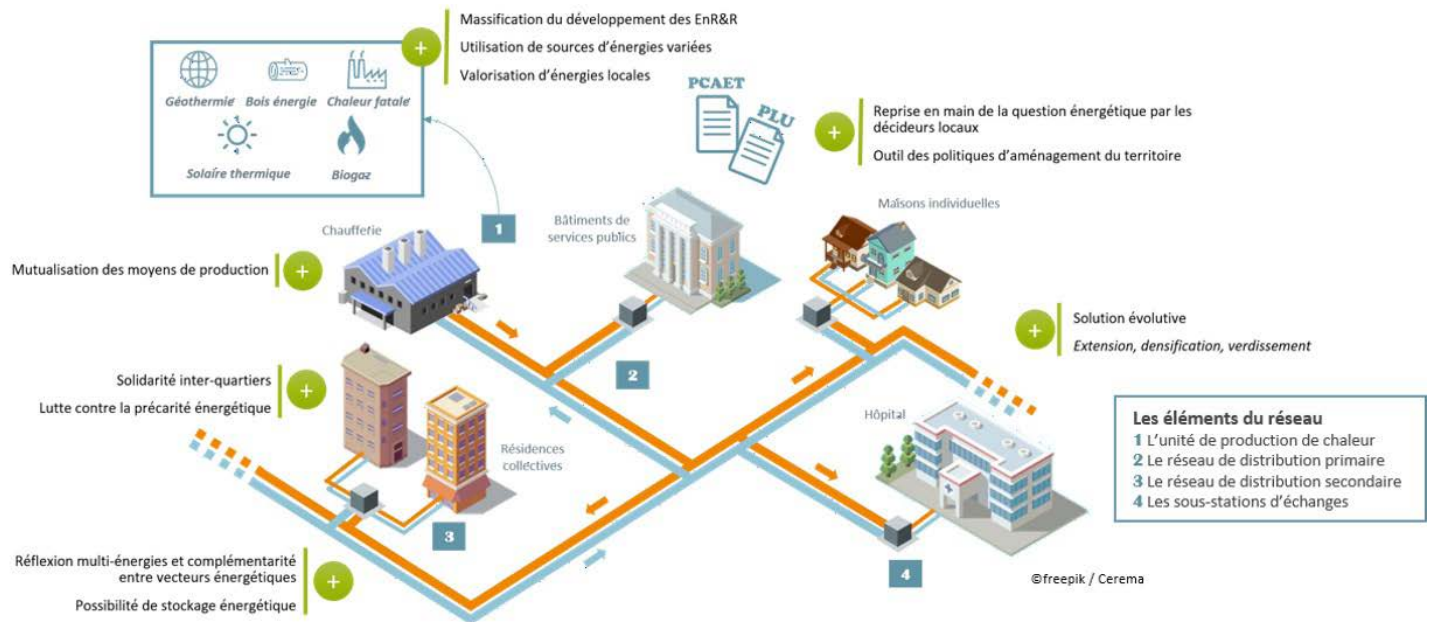 Massification du développement des EnR&R
Utilisation de sources d'énergies variées
Valorisation d'énergies locales
Géothermie
Bois énergie
Chaleur fatale
Solaire thermique
Biogaz
PCAET
PLU
Reprise en main de la question énergétique par les
décideurs locaux
Outil des politiques d'aménagement du territoire
1
Chaufferie
Bâtiments de
services publics
Maisons individuelles
Mutualisation des moyens de production
Solution évolutive
Extension, densification, verdissement
2
Solidarité inter-quartiers
Lutte contre la précarité énergétique
Résidences
collectives
Hôpital
Les éléments du réseau
1 L'unité de production de chaleur
2 Le réseau de distribution primaire
3 Le réseau de distribution secondaire
4 Les sous-stations d'échanges
3
Réflexion multi-énergies et complémentarité
entre vecteurs énergétiques
Possibilité de stockage énergétique
4
©freepik / Cerema